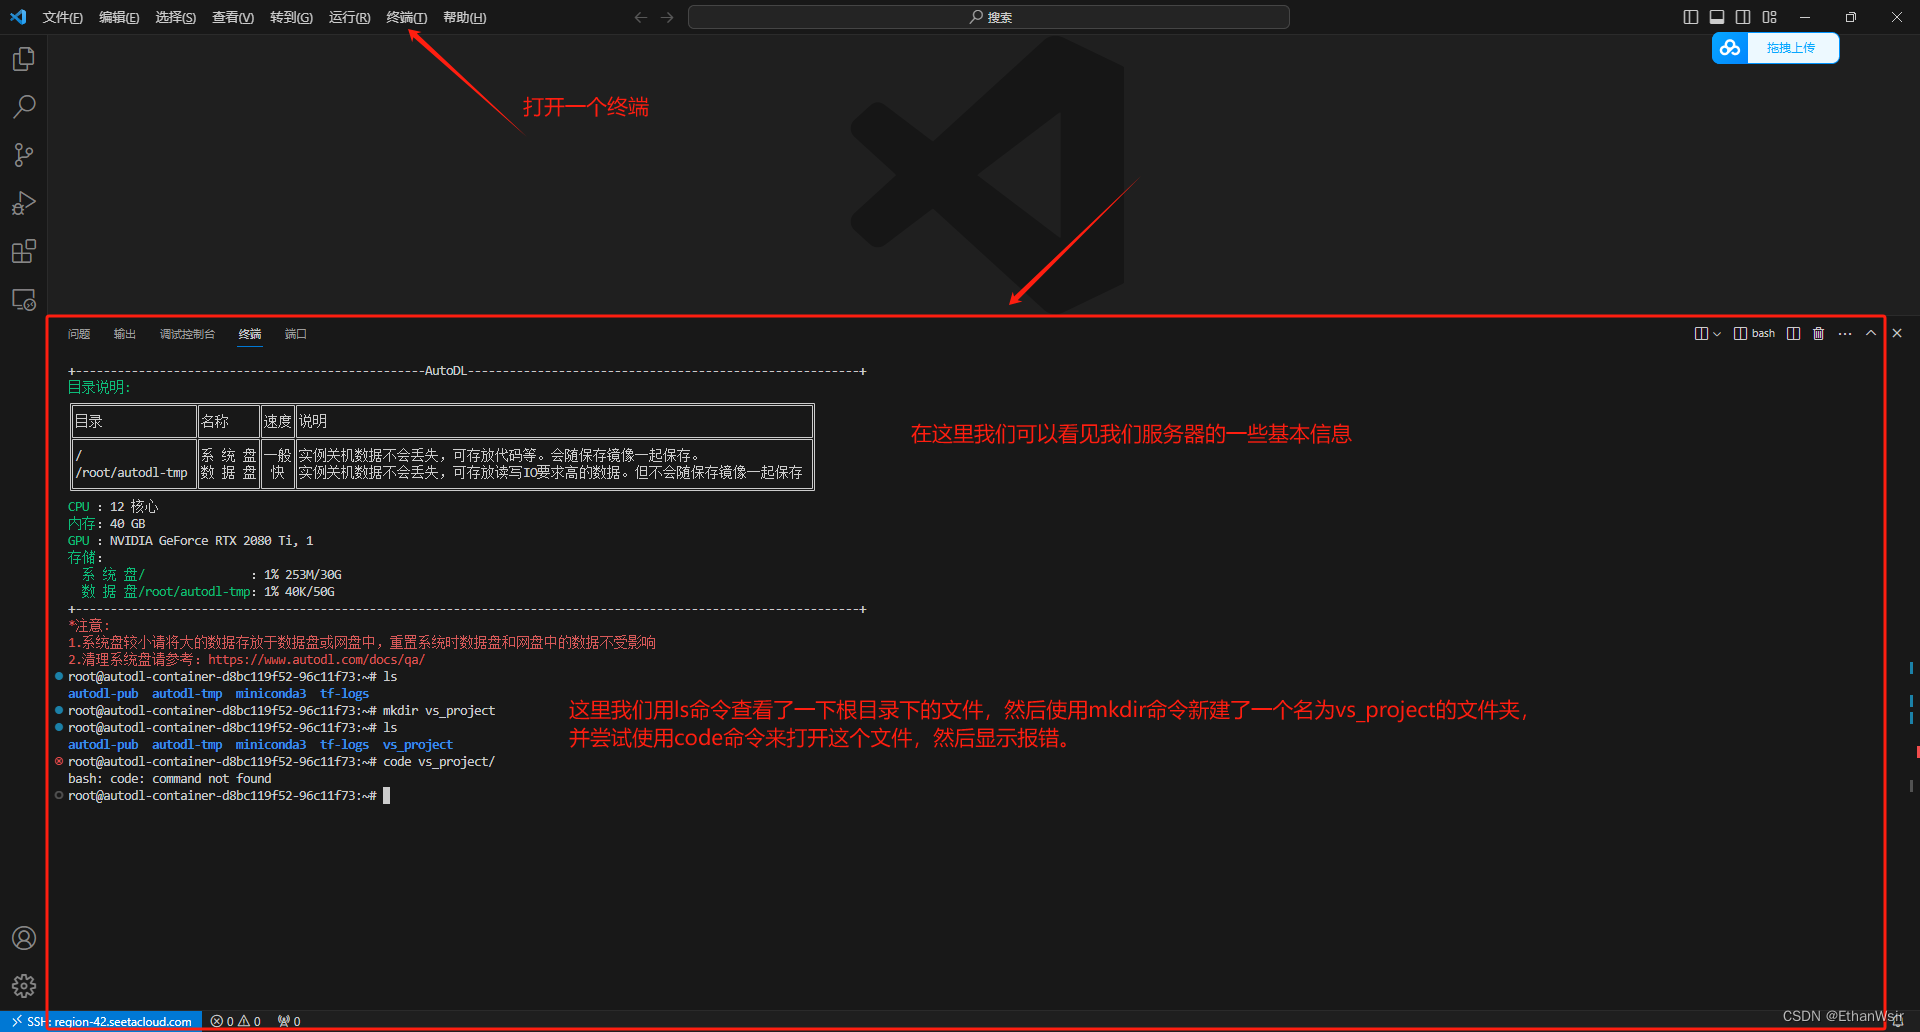 文件(F) 编辑(E) 选择(S) 查看(V) 转到(G) 运行(R) 终端(T) 帮助(H) 搜索
拖拽上传
打开一个终端
问题 输出 调试控制台 终端 端口 bash
+--------------------------------------------------AutoDL--------------------------------------------------------+
目录说明:
目录 名称 速度 说明
/ 系 统 盘 一般 实例关机数据不会丢失，可存放代码等。会随保存镜像一起保存。
/root/autodl-tmp 数 据 盘 快 实例关机数据不会丢失，可存放读写IO要求高的数据。但不会随保存镜像一起保存
在这里我们可以看见我们服务器的一些基本信息
CPU : 12 核心
内存: 40 GB
GPU : NVIDIA GeForce RTX 2080 Ti, 1
存储:
系 统 盘/ : 1% 253M/30G
数 据 盘/root/autodl-tmp: 1% 40K/50G
+----------------------------------------------------------------------------------------------------------------+
*注意:
1.系统盘较小请将大的数据存放于数据盘或网盘中，重置系统时数据盘和网盘中的数据不受影响
2.清理系统盘请参考: https://www.autodl.com/docs/qa/
root@autodl-container-d8bc119f52-96c11f73:~# ls
autodl-pub autodl-tmp miniconda3 tf-logs
root@autodl-container-d8bc119f52-96c11f73:~# mkdir vs_project
root@autodl-container-d8bc119f52-96c11f73:~# ls
autodl-pub autodl-tmp miniconda3 tf-logs vs_project
root@autodl-container-d8bc119f52-96c11f73:~# code vs_project/
bash: code: command not found
root@autodl-container-d8bc119f52-96c11f73:~#
这里我们用ls命令查看了一下根目录下的文件，然后使用mkdir命令新建了一个名为vs_project的文件夹，
并尝试使用code命令来打开这个文件，然后显示报错。
SSH: region-42.seetacloud.com 0 0 0
CSDN @EthanWsir